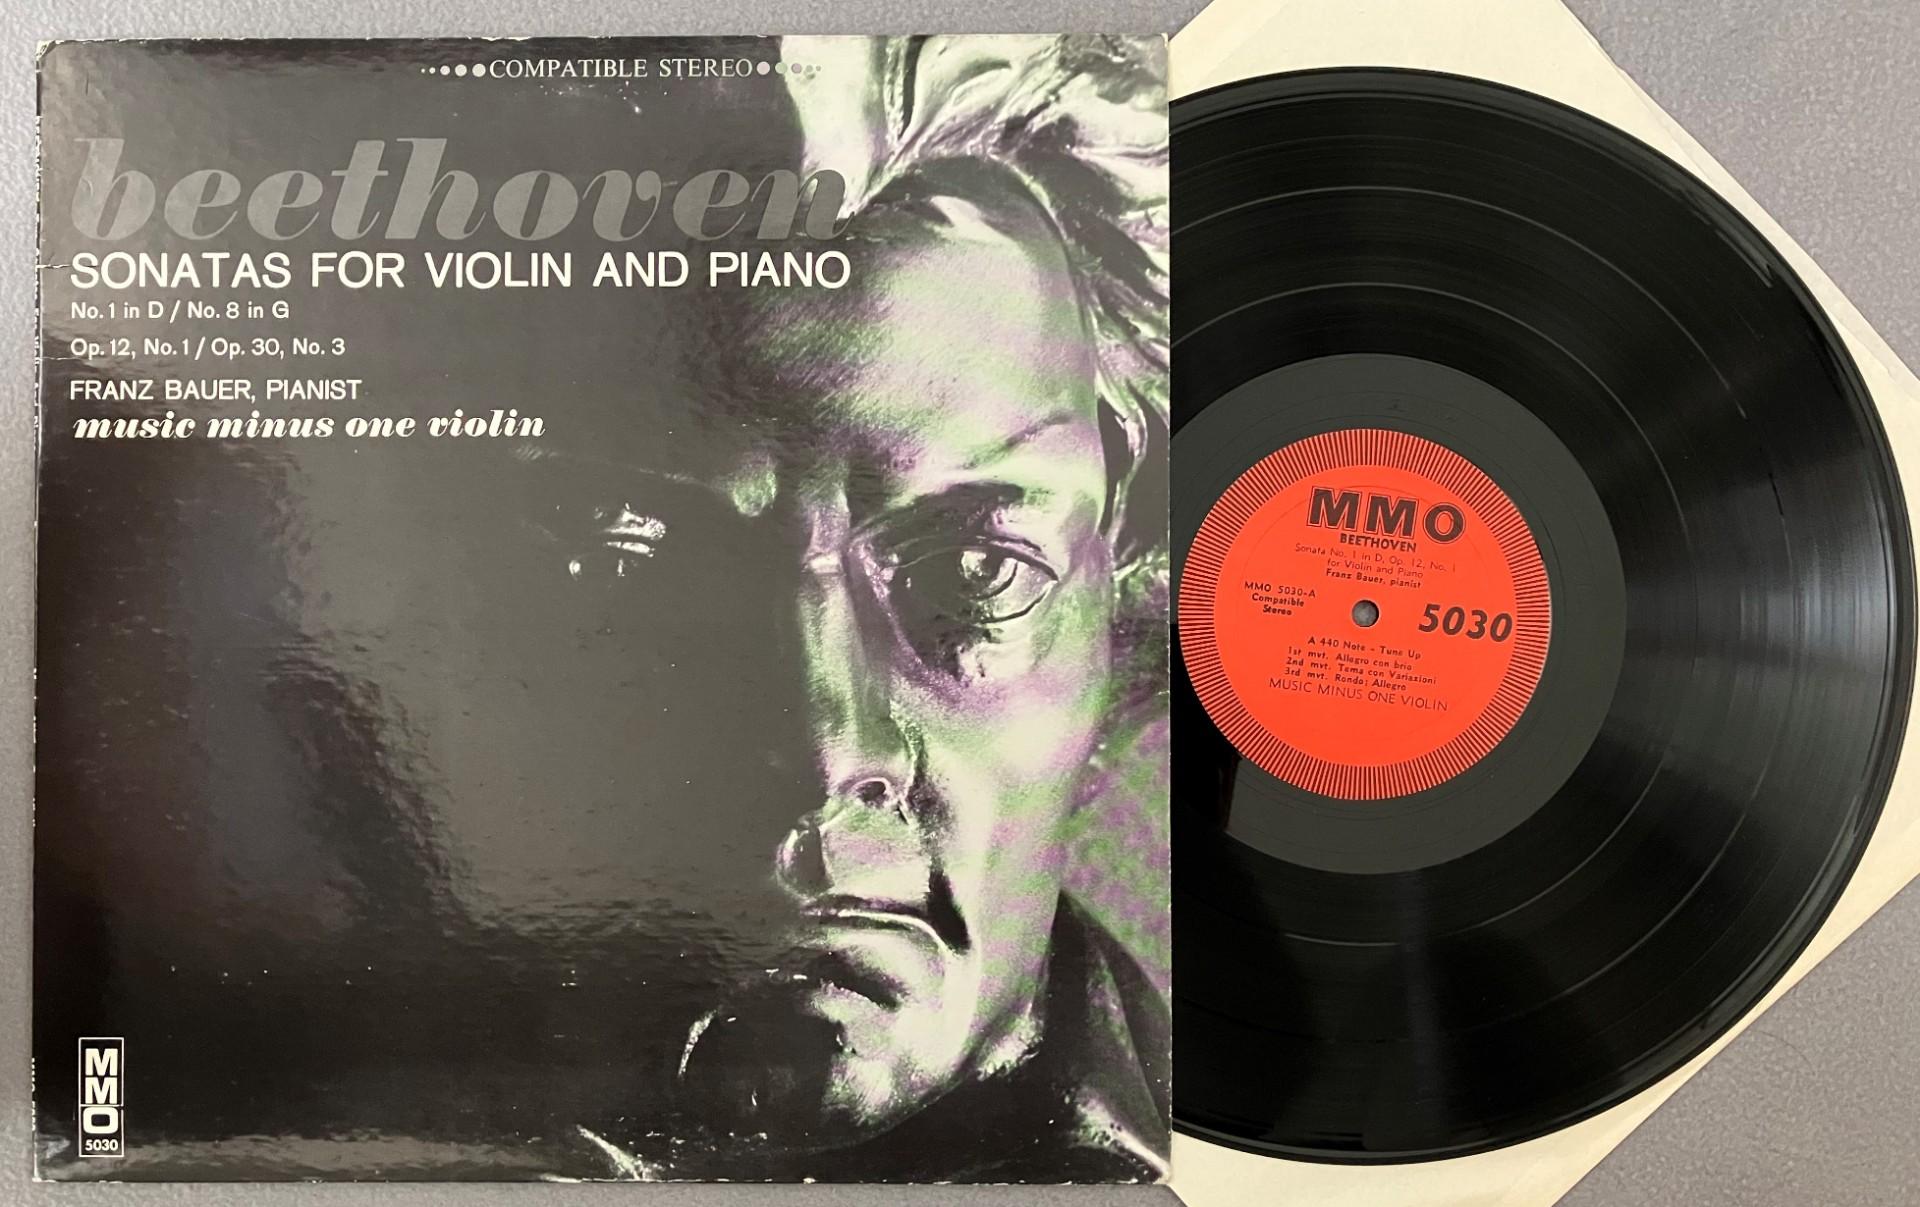 COMPATIBLE STEREO
beethoven
SONATAS FOR VIOLIN AND PIANO
No. 1 in D / No. 8 in G
Op. 12, No. 1 / Op. 30, No. 3
FRANZ BAUER, PIANIST
music minus one violin
M
M
O
5030
MMO
BEETHOVEN
Sonata No. 1 in D, Op. 12, No. 1
for Violin and Piano
Franz Bauer, pianist
MMO 5030-A
Compatible
Stereo
5030
A 440 Note - Tune Up
1st mvt. Allegro con brio
2nd mvt. Tema con Variazioni
3rd mvt. Rondo; Allegro
MUSIC MINUS ONE VIOLIN